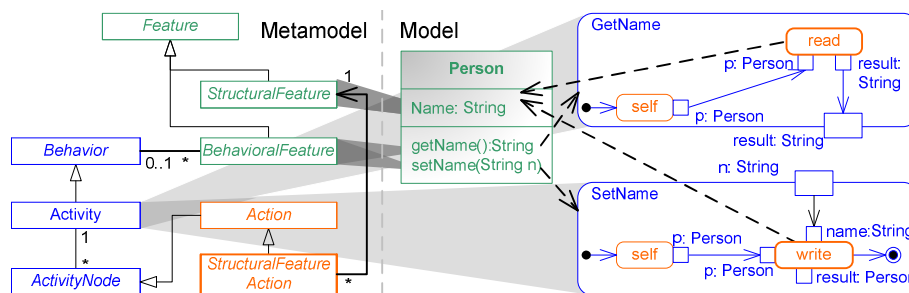 Feature
Metamodel
Model
GetName
read
Person
p: Person
result:
String
1
StructuralFeature
Name: String
self
p: Person
result: String
Behavior
0..1
*
BehavioralFeature
getName():String
setName(String n)
n: String
SetName
Activity
Action
1
name:String
self
p: Person
p: Person
write
result: Person
*
ActivityNode
StructuralFeature
Action
*